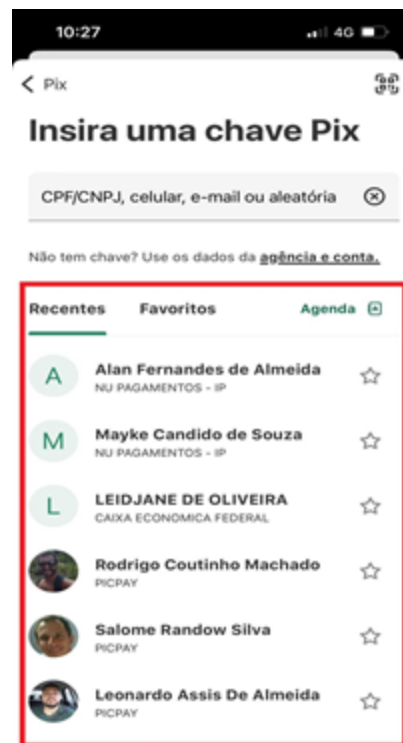 10:27
4G
Pix
Insira uma chave Pix
CPF/CNPJ, celular, e-mail ou aleatória
Não tem chave? Use os dados da agência e conta.
Recentes Favoritos Agenda
A
Alan Fernandes de Almeida
NU PAGAMENTOS - IP
M
Mayke Candido de Souza
NU PAGAMENTOS - IP
L
LEIDJANE DE OLIVEIRA
CAIXA ECONOMICA FEDERAL
Rodrigo Coutinho Machado
PICPAY
Salome Randow Silva
PICPAY
Leonardo Assis De Almeida
PICPAY